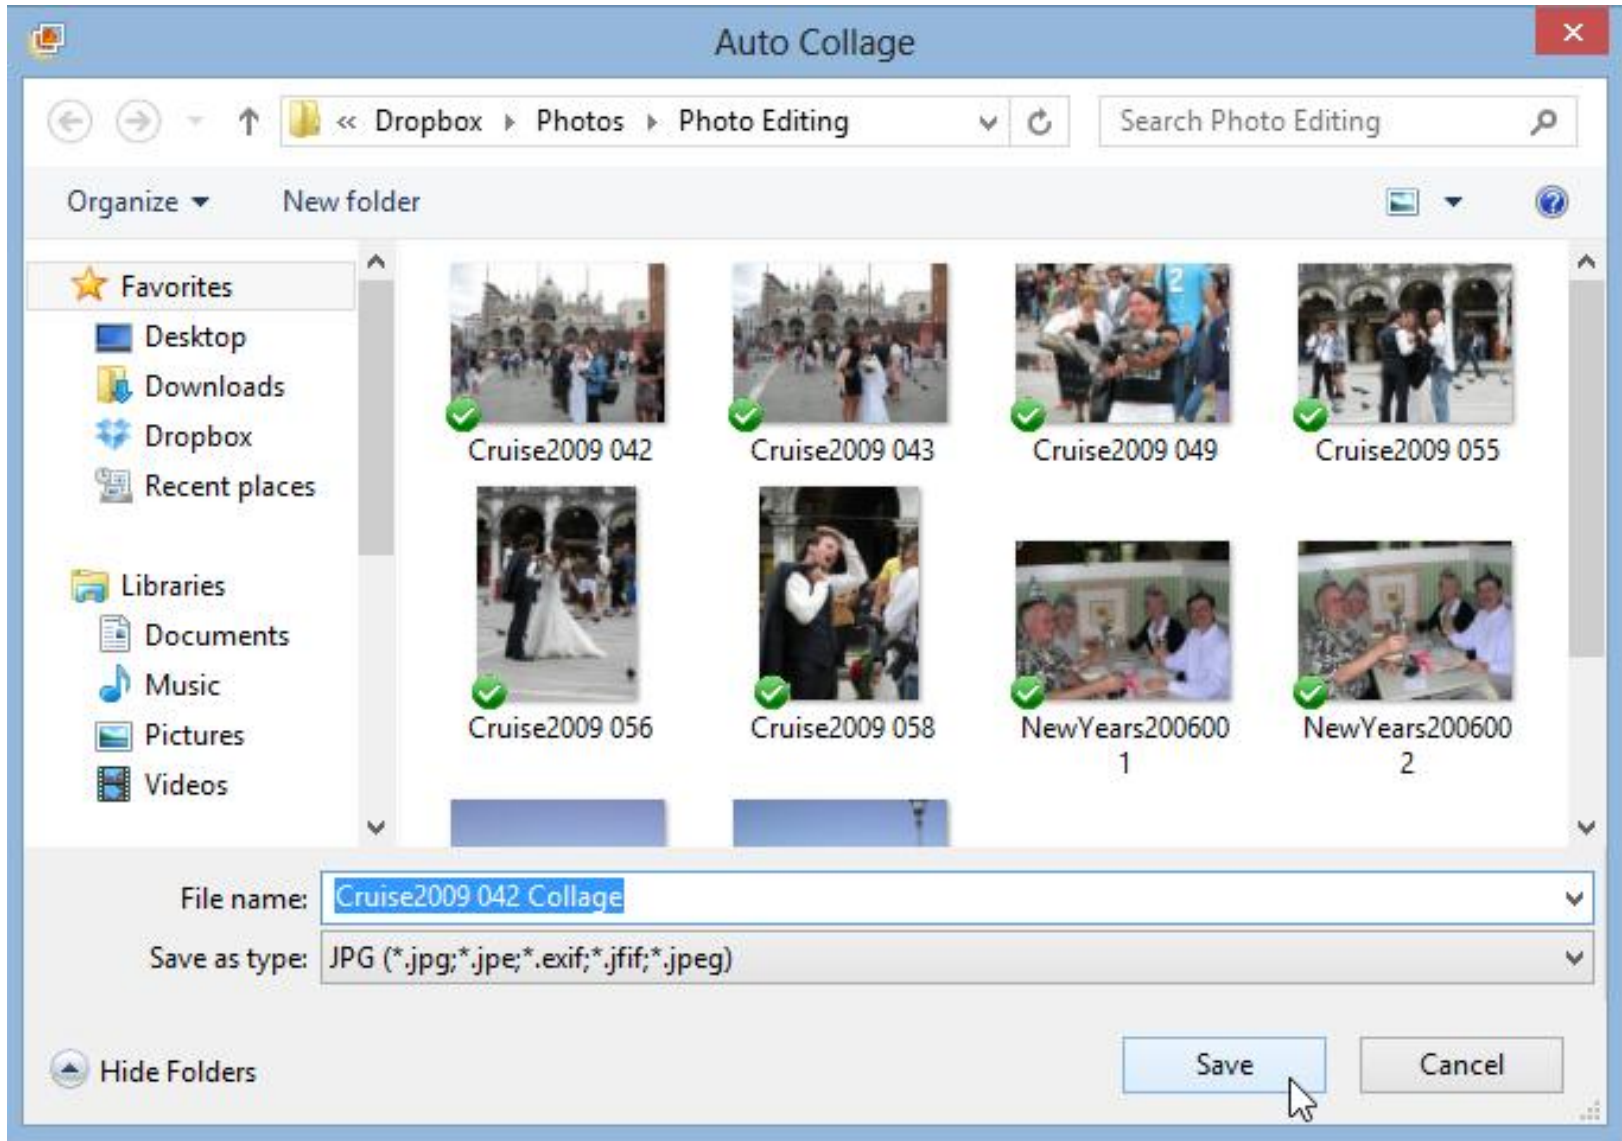 Auto Collage
« Dropbox Photos Photo Editing
Search Photo Editing
Organize
New folder
Favorites
Desktop
Downloads
Dropbox
Recent places
Libraries
Documents
Music
Pictures
Videos
2
Cruise2009 042
Cruise2009 043
Cruise2009 049
Cruise2009 055
Cruise2009 056
Cruise2009 058
NewYears200600
1
NewYears200600
2
File name: Cruise2009 042 Collage
Save as type: JPG (*.jpg;*.jpe;*.exif;*.jfif;*.jpeg)
Hide Folders
Save
Cancel